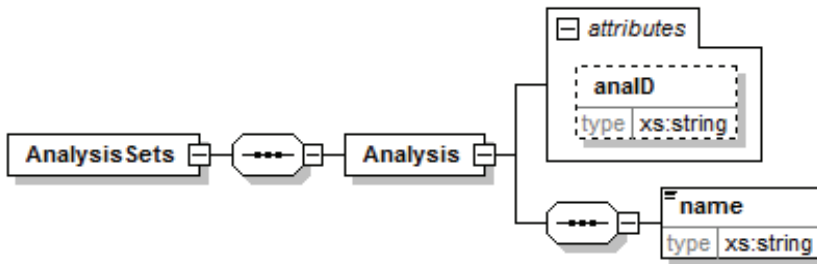 attributes
anaID
type xs:string
AnalysisSets
Analysis
name
type xs:string